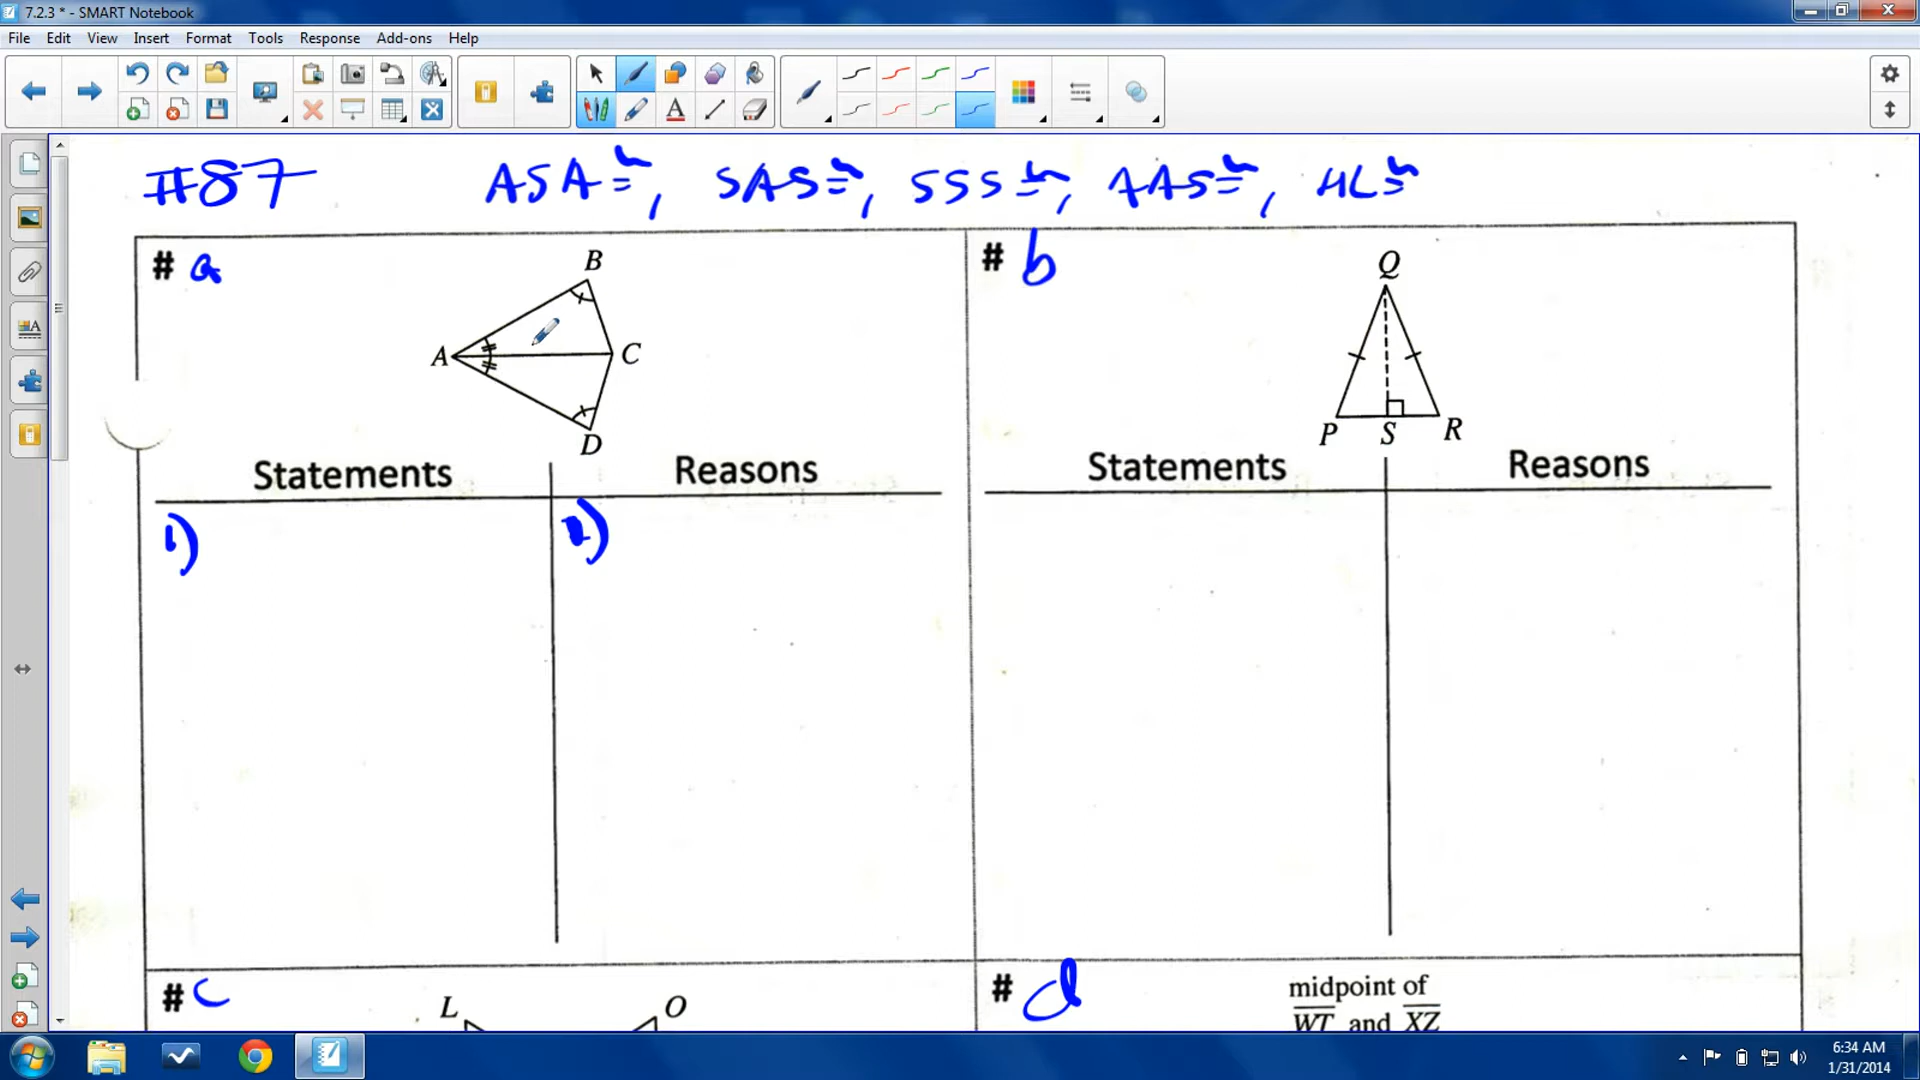 7.2.3 * - SMART Notebook
File Edit View Insert Format Tools Response Add-ons Help
#87 ASA≅, SAS≅, SSS≅, AAS≅, HL≅
# a
B
A
C
D
Statements Reasons
1) 1)
# b
Q
P S R
Statements Reasons
# c
L O
# d
midpoint of
WT and XZ
6:34 AM
1/31/2014